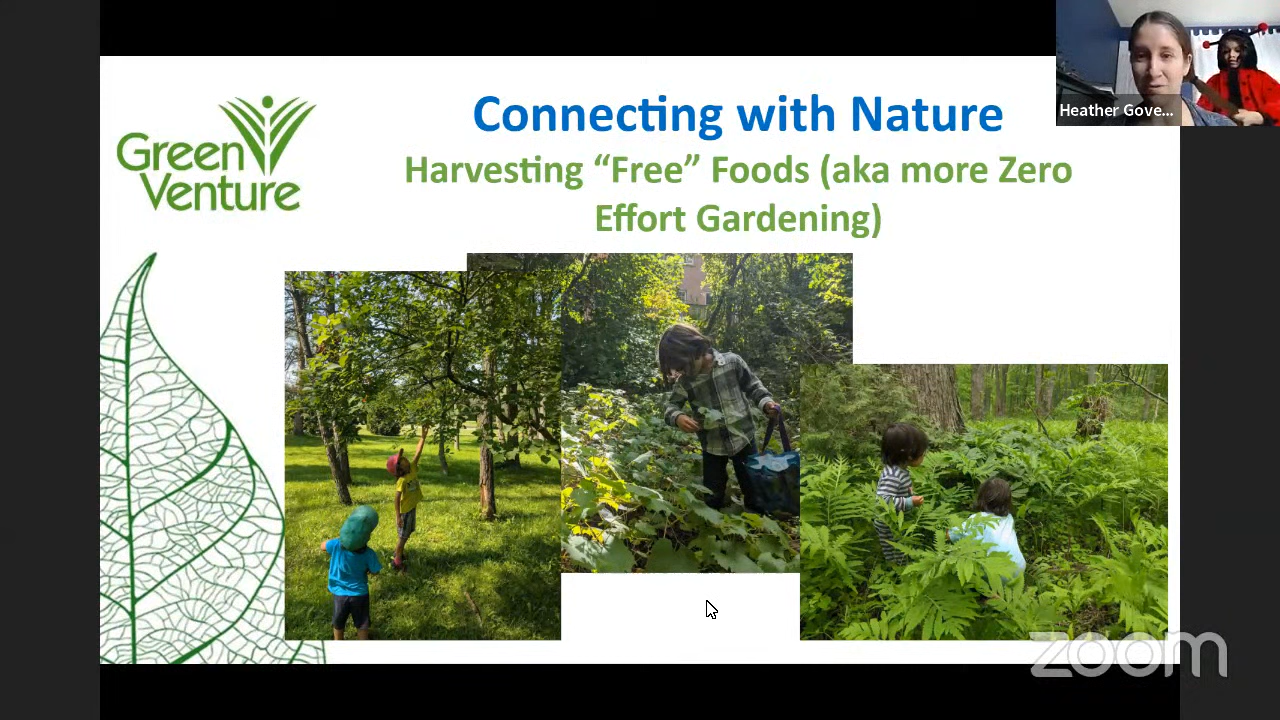 Green
Venture
Connecting with Nature
Harvesting “Free” Foods (aka more Zero
Effort Gardening)
Heather Gove...
zoom